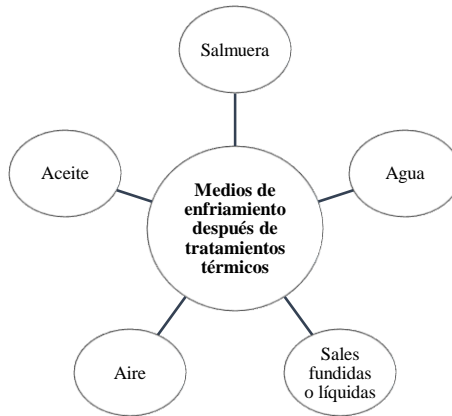 Salmuera
Aceite
Agua
Medios de
enfriamiento
después de
tratamientos
térmicos
Aire
Sales
fundidas
o líquidas